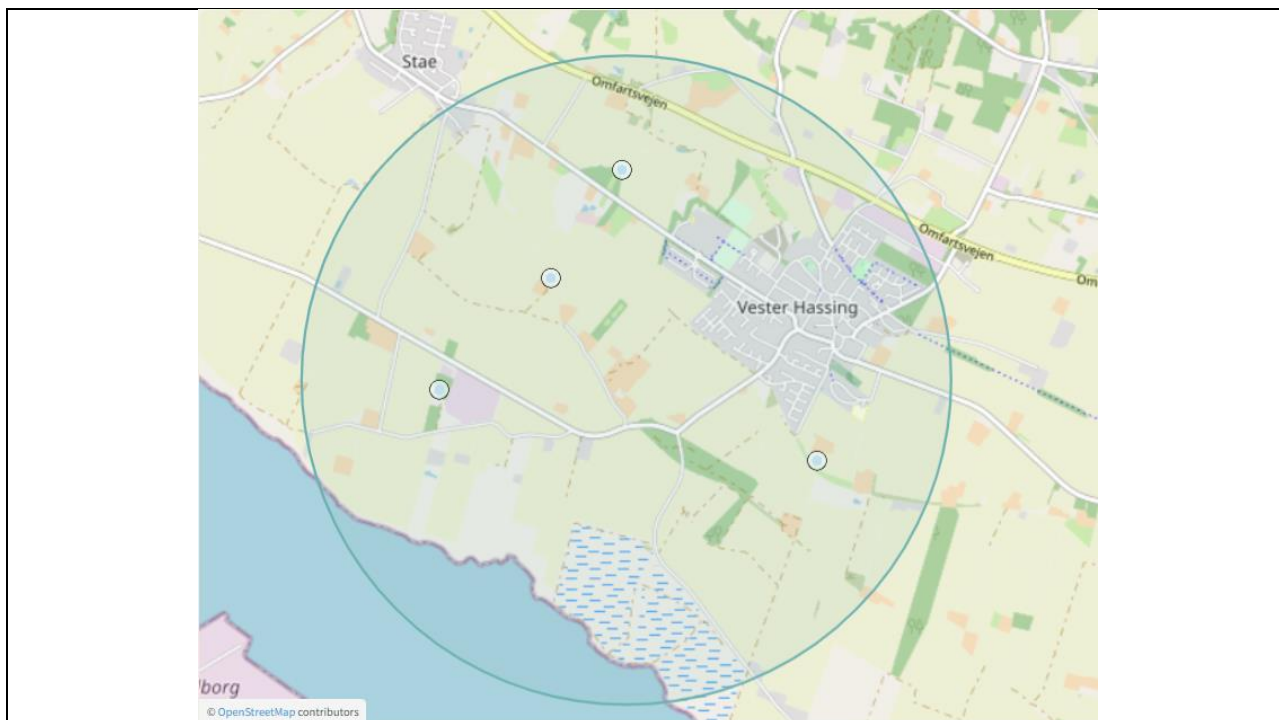 Stae
Omfartsvejen
Omfartsvejen
Om
Vester Hassing
lborg
© OpenStreetMap contributors